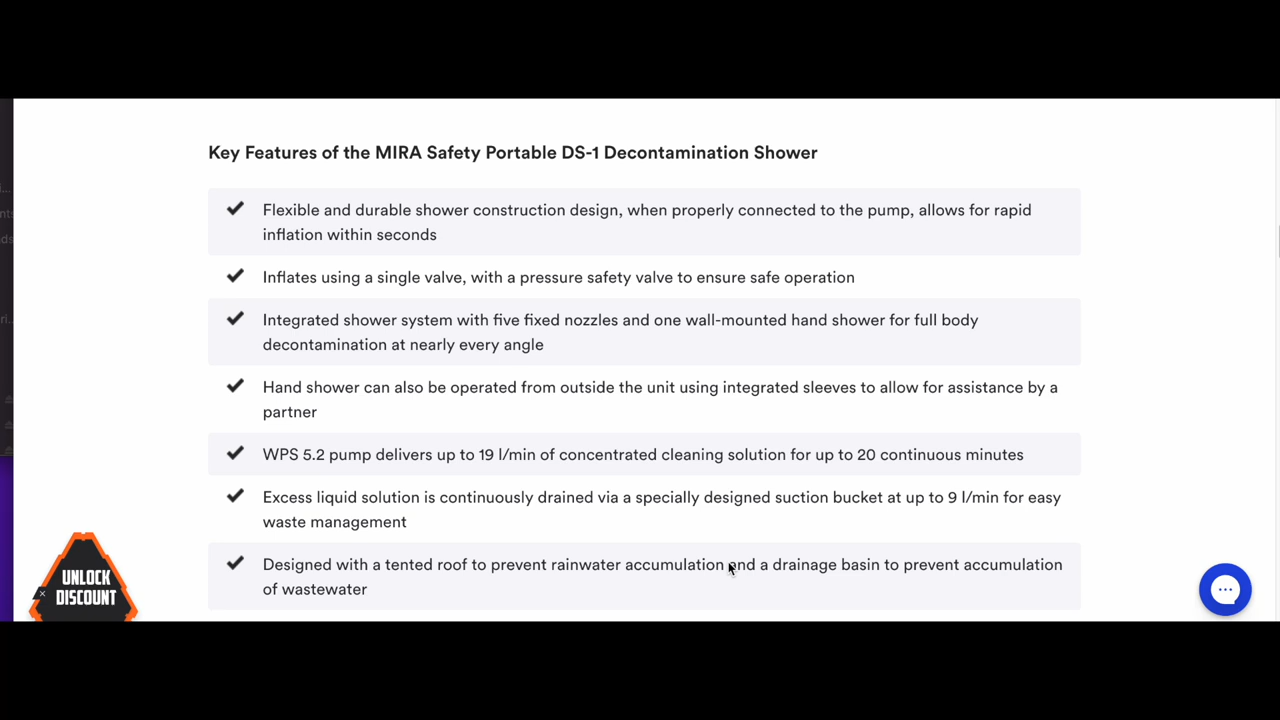 Key Features of the MIRA Safety Portable DS-1 Decontamination Shower
Flexible and durable shower construction design, when properly connected to the pump, allows for rapid
inflation within seconds
Inflates using a single valve, with a pressure safety valve to ensure safe operation
Integrated shower system with five fixed nozzles and one wall-mounted hand shower for full body
decontamination at nearly every angle
Hand shower can also be operated from outside the unit using integrated sleeves to allow for assistance by a
partner
WPS 5.2 pump delivers up to 19 l/min of concentrated cleaning solution for up to 20 continuous minutes
Excess liquid solution is continuously drained via a specially designed suction bucket at up to 9 l/min for easy
waste management
Designed with a tented roof to prevent rainwater accumulation and a drainage basin to prevent accumulation
of wastewater
UNLOCK
DISCOUNT